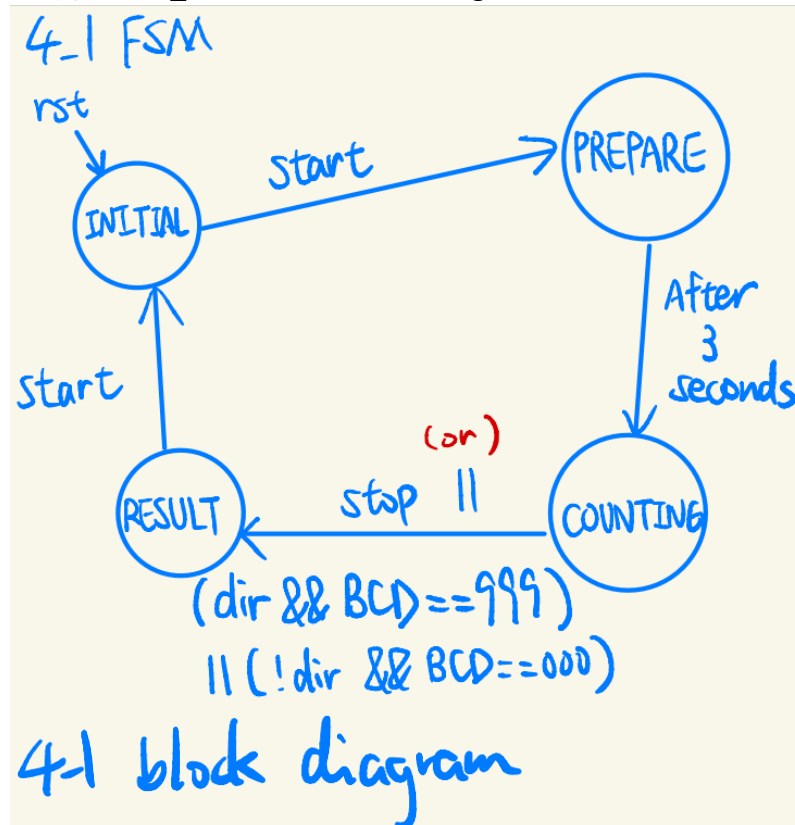 4_1 FSM
rst
start
PREPARE
INITIAL
After
3
seconds
start
(or)
stop ||
RESULT
COUNTING
(dir && BCD==999)
|| (!dir && BCD==000)
4-1 block diagram